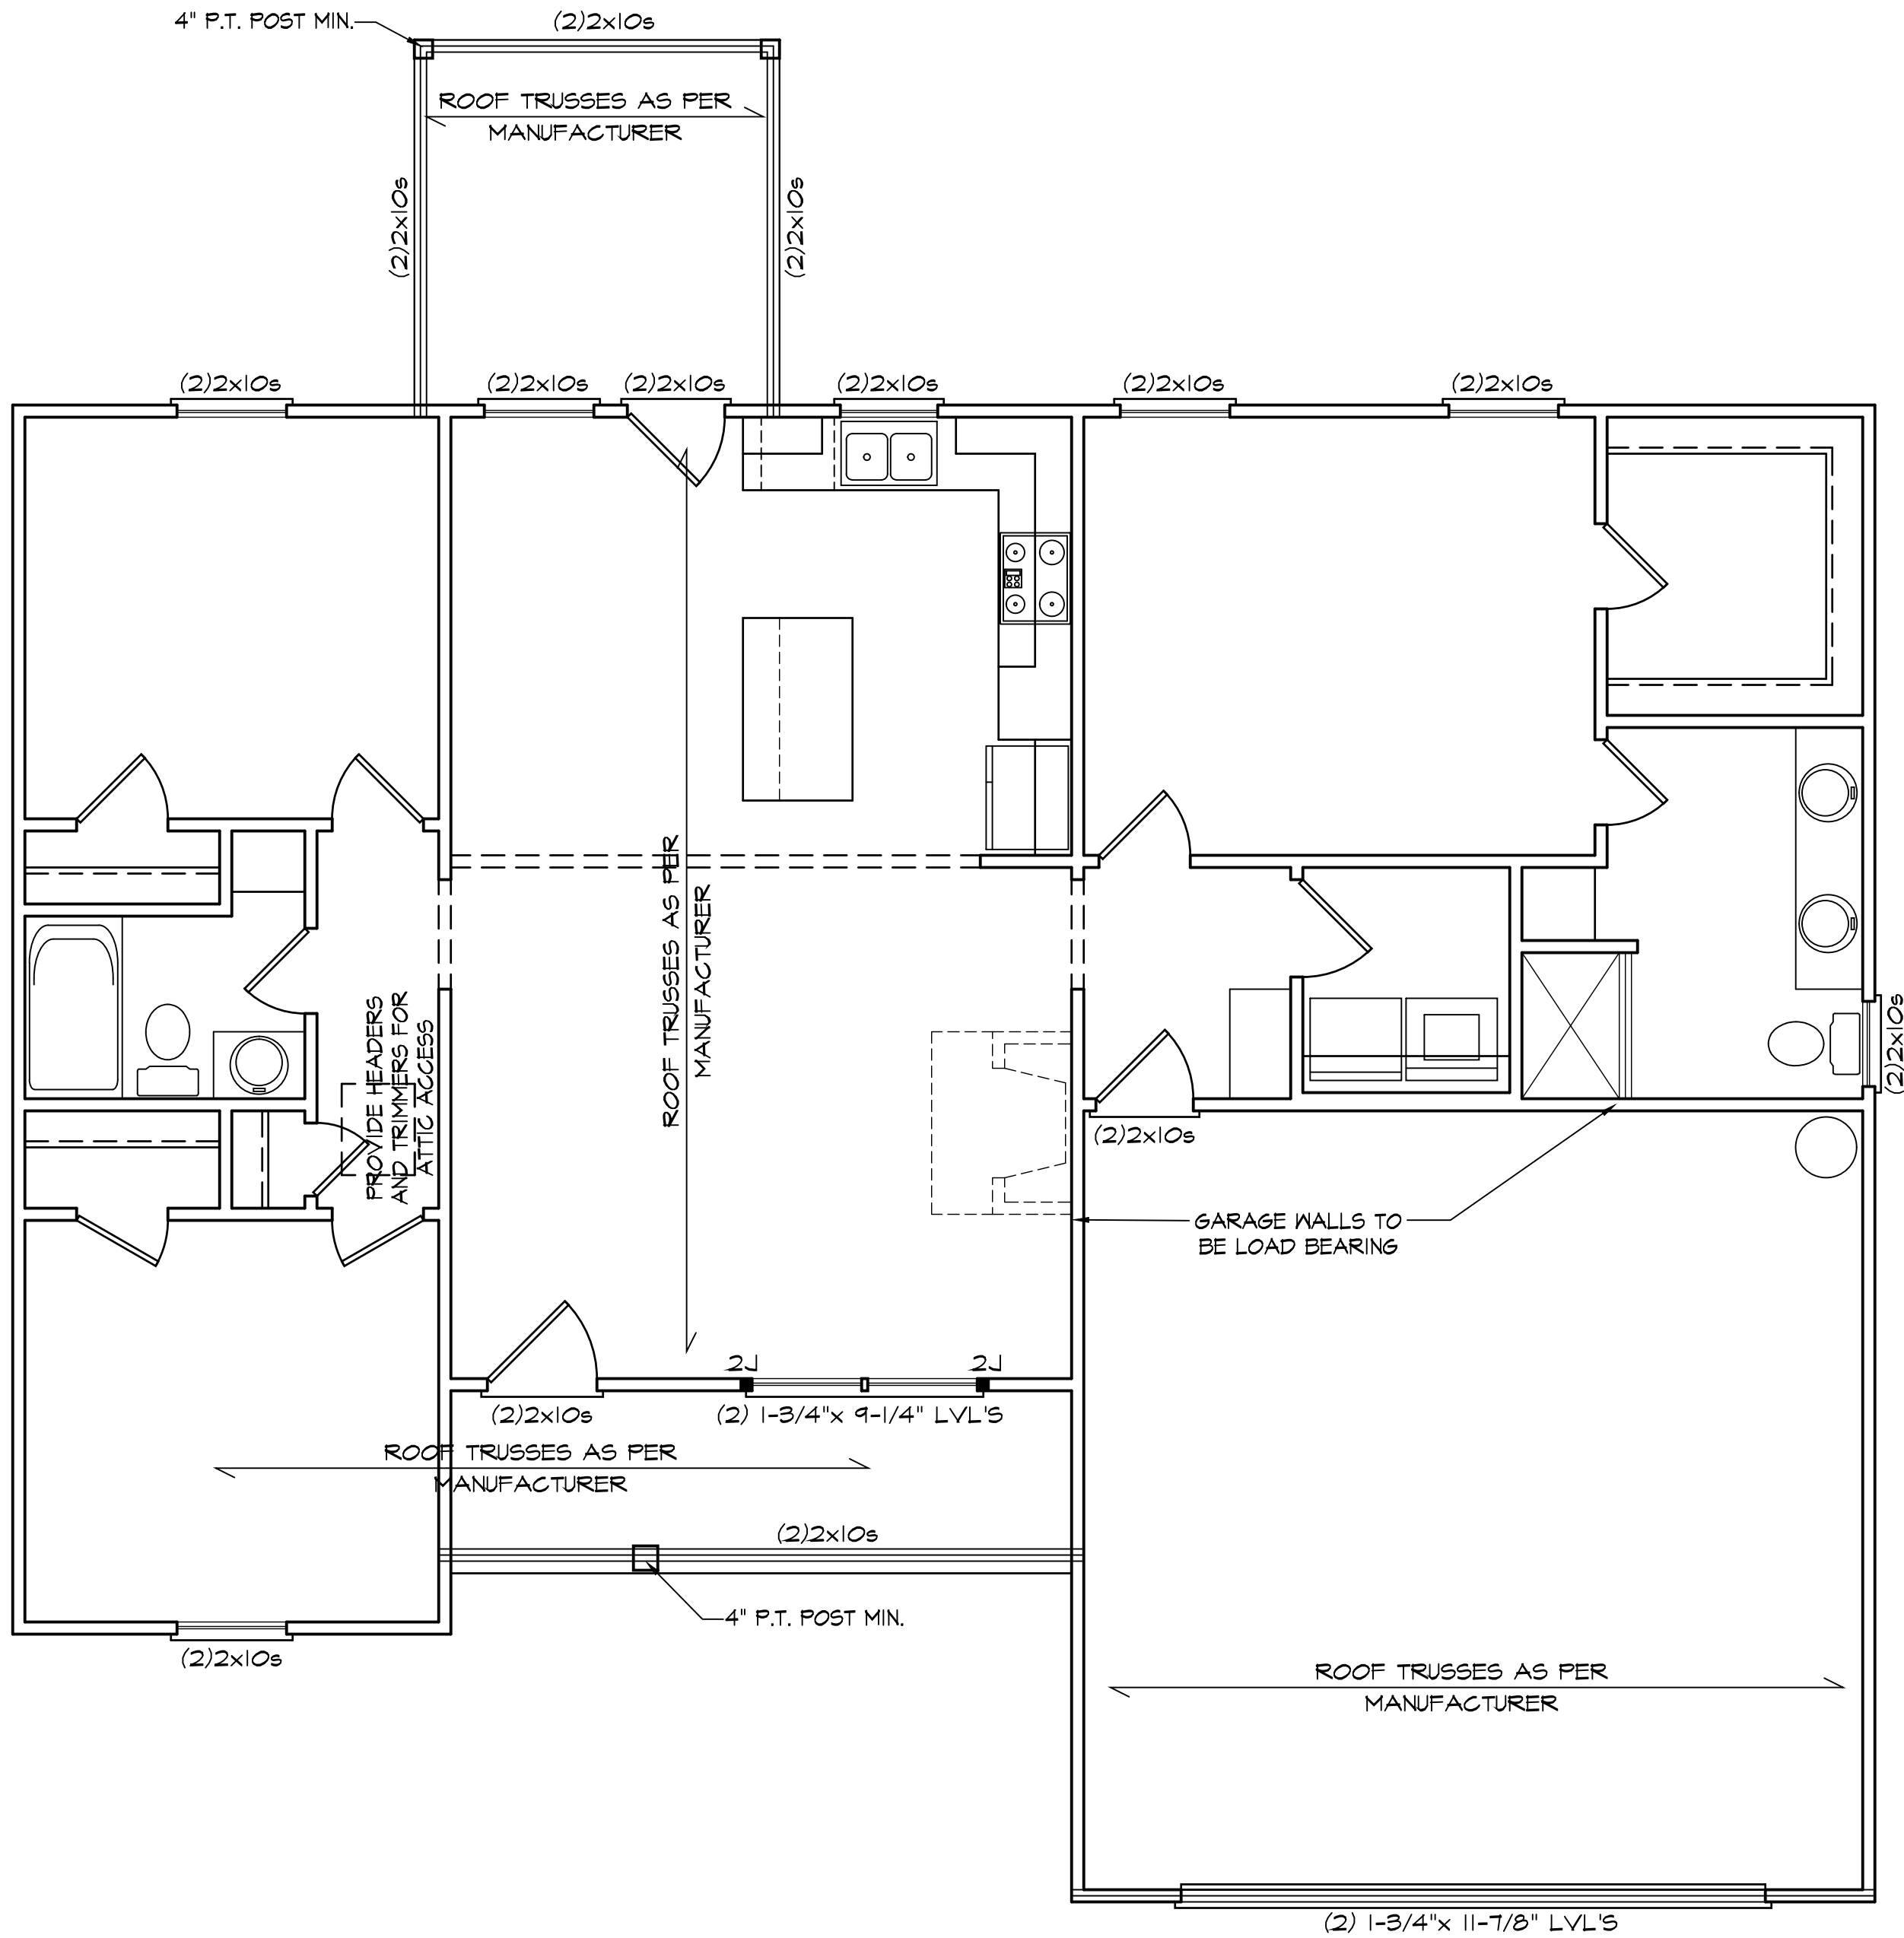 4" P.T. POST MIN.
(2)2x10s
ROOF TRUSSES AS PER
MANUFACTURER
(2)2x10s
(2)2x10s
(2)2x10s
(2)2x10s
(2)2x10s
(2)2x10s
(2)2x10s
(2)2x10s
ROOF TRUSSES AS PER
MANUFACTURER
PROVIDE HEADERS
AND TRIMMERS FOR
ATTIC ACCESS
(2)2x10s
(2)2x10s
GARAGE WALLS TO
BE LOAD BEARING
2J
2J
(2)2x10s
(2) 1-3/4"x 9-1/4" LVL'S
ROOF TRUSSES AS PER
MANUFACTURER
(2)2x10s
4" P.T. POST MIN.
(2)2x10s
ROOF TRUSSES AS PER
MANUFACTURER
(2) 1-3/4"x 11-7/8" LVL'S